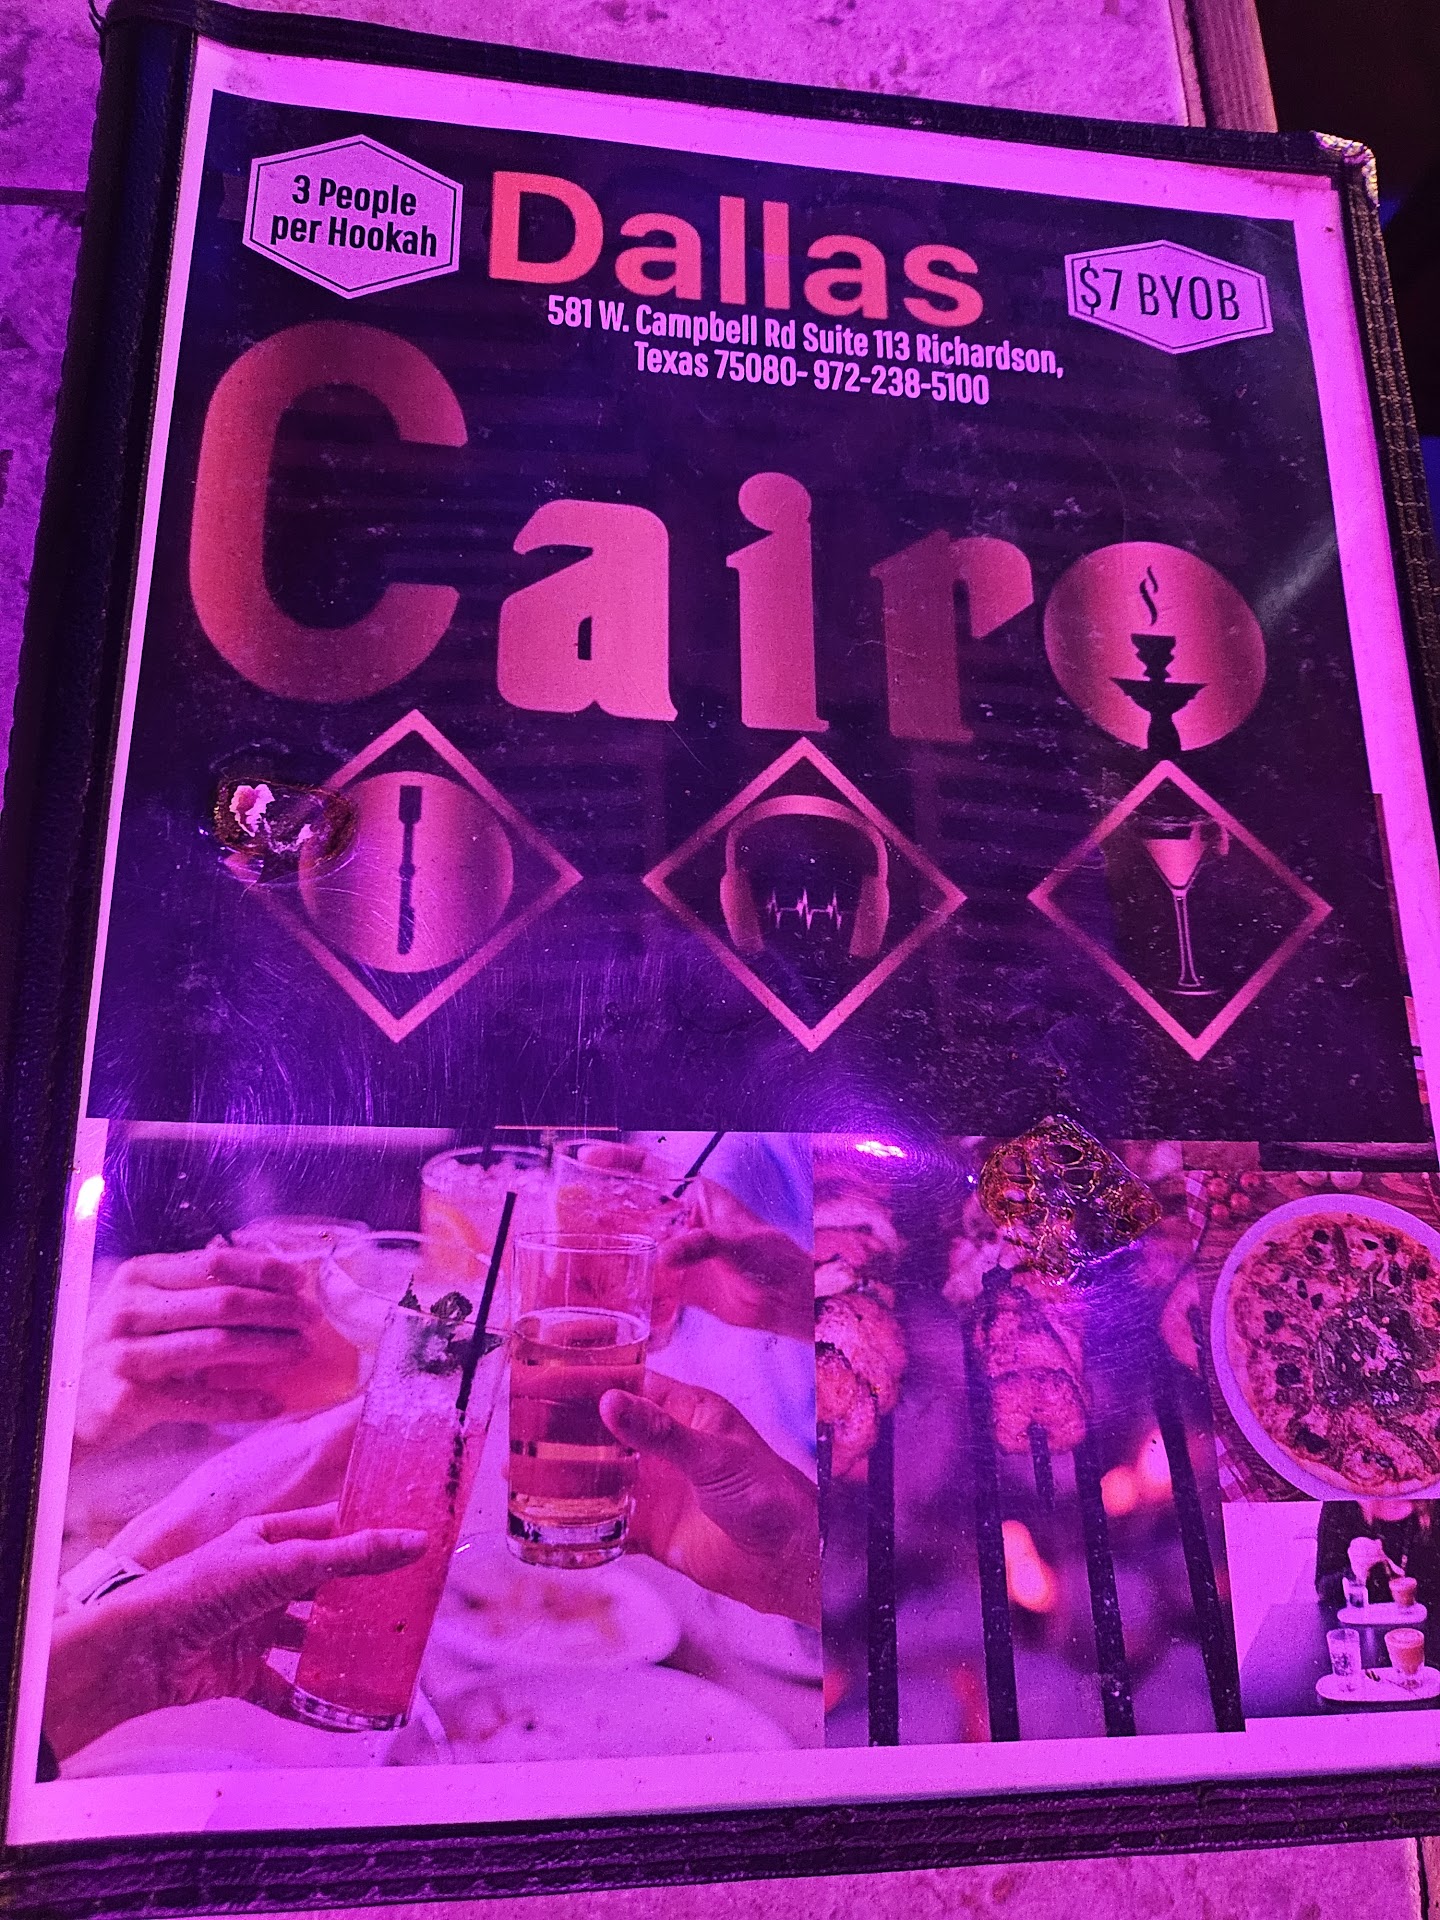 3 People
per Hookah
Dallas
$7 BYOB
581 W. Campbell Rd Suite 113 Richardson,
Texas 75080- 972-238-5100
Cairo